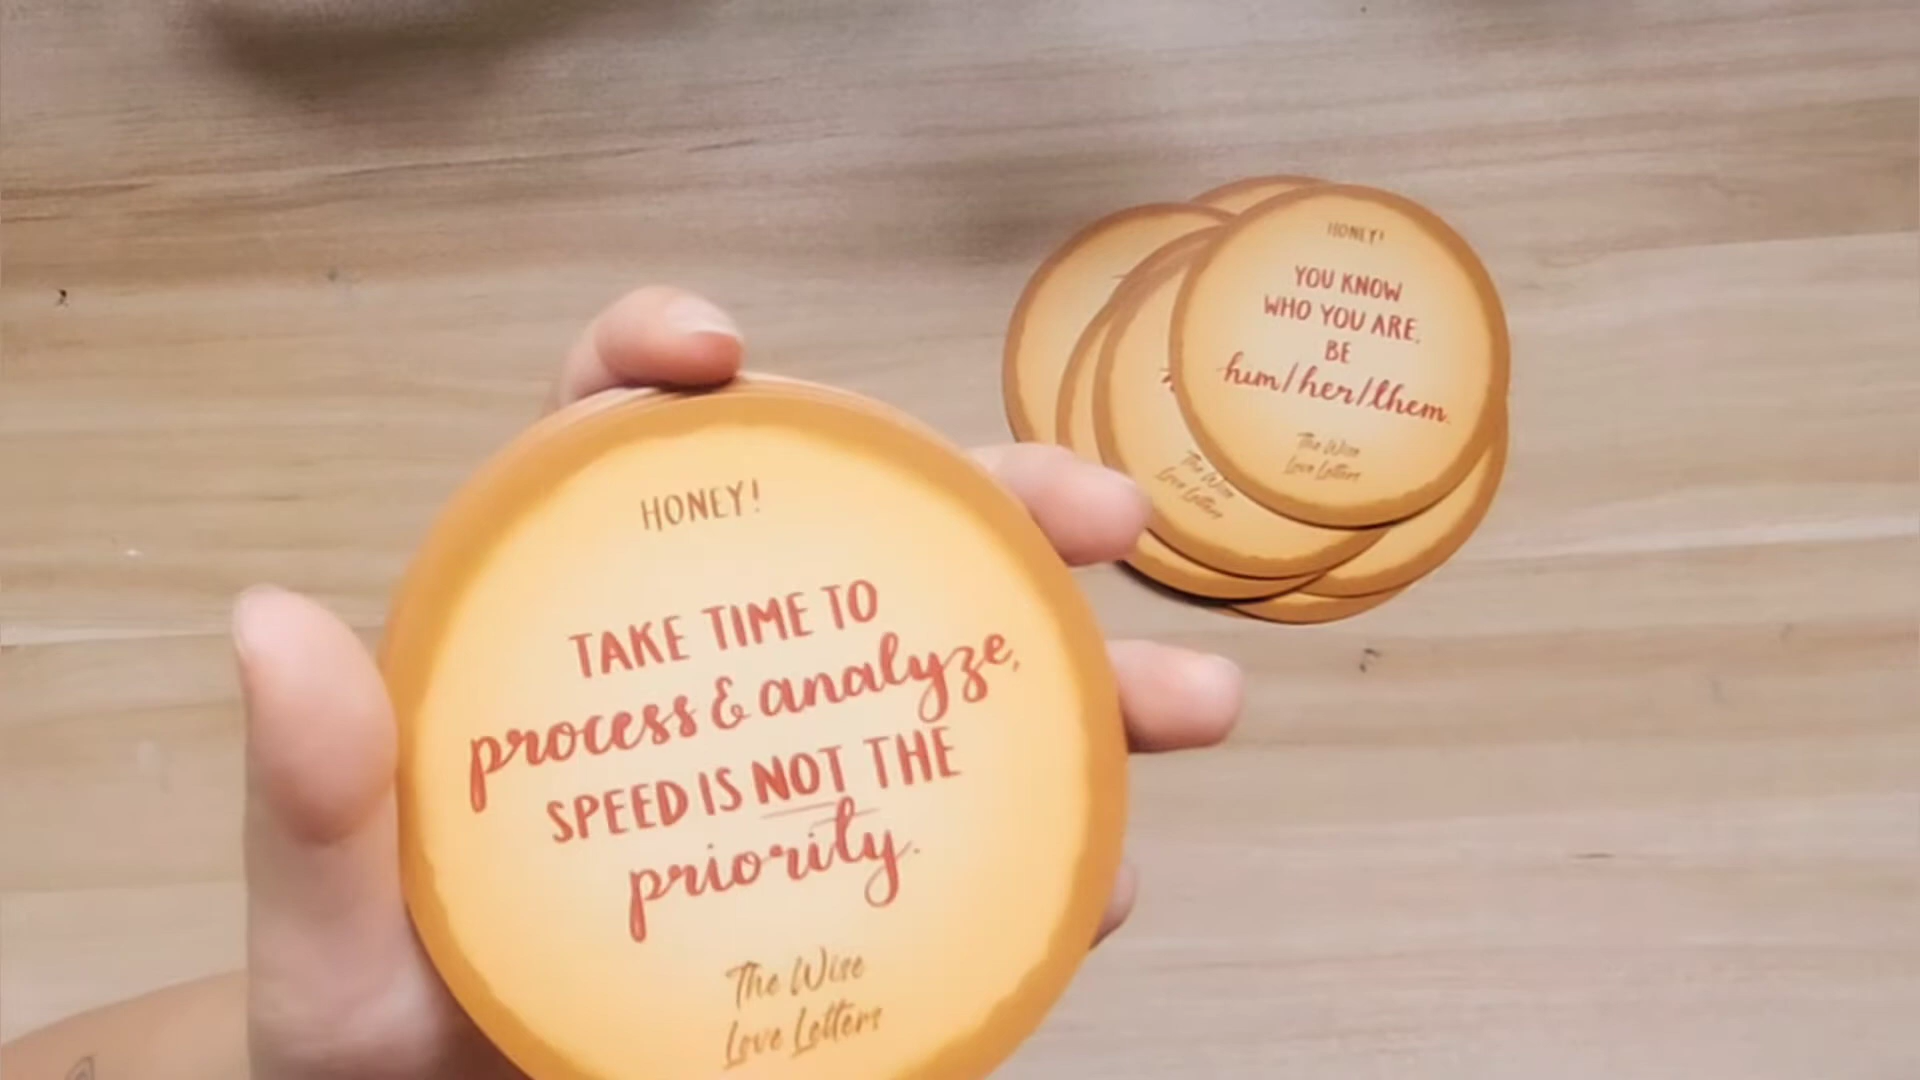 HONEY!
TAKE TIME TO
process & analyze,
SPEED IS NOT THE
priority.
The Wise
Love Letters
HONEY!
YOU KNOW
WHO YOU ARE,
BE
him/her/them.
The Wise
Love Letters
The Wise
Love Letters